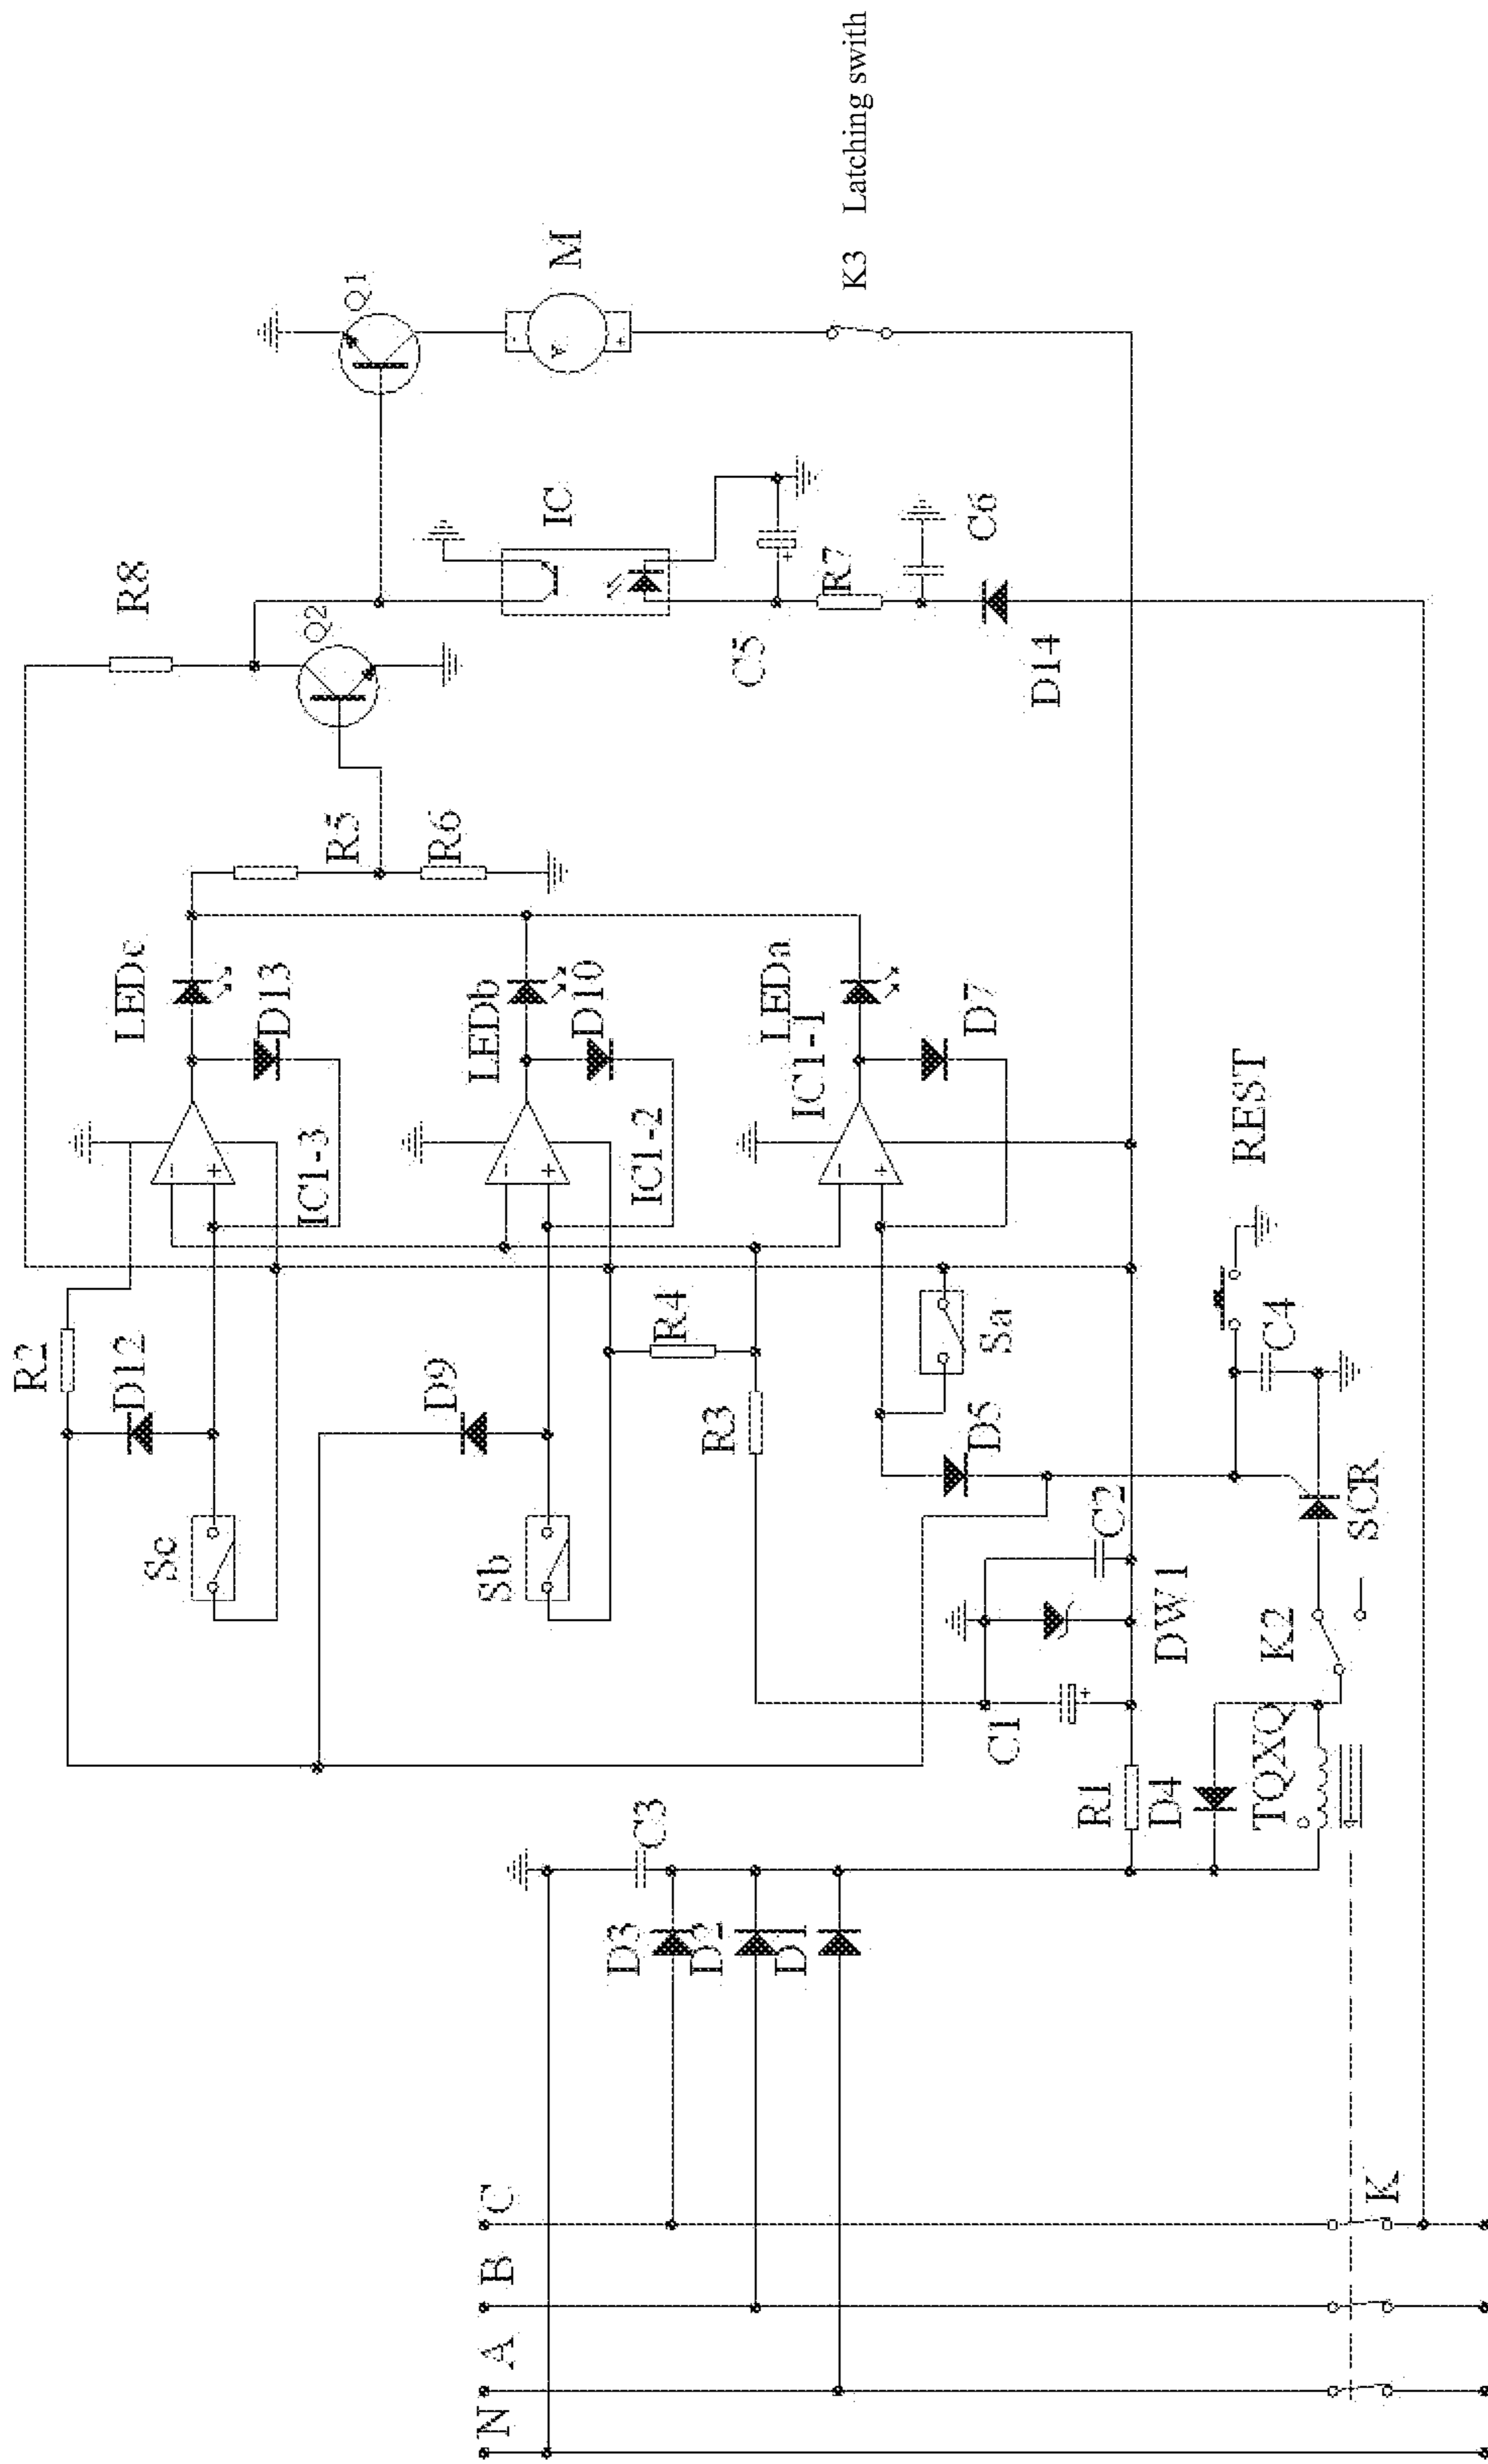 R2
D12
LEDc
R8
Sc
D13
IC1-3
Q2
R5
Q1
D9
R6
LEDb
N A B C
Sb
IC
M
D10
D3
C3
IC1-2
R4
D2
R3
C5
LEDa
D1
IC1-1
R7
K3 Latching swith
D5
D7
C6
Sa
C1
D14
R1
C2
D4
DW1
REST
TQXQ
K2
C4
SCR
K